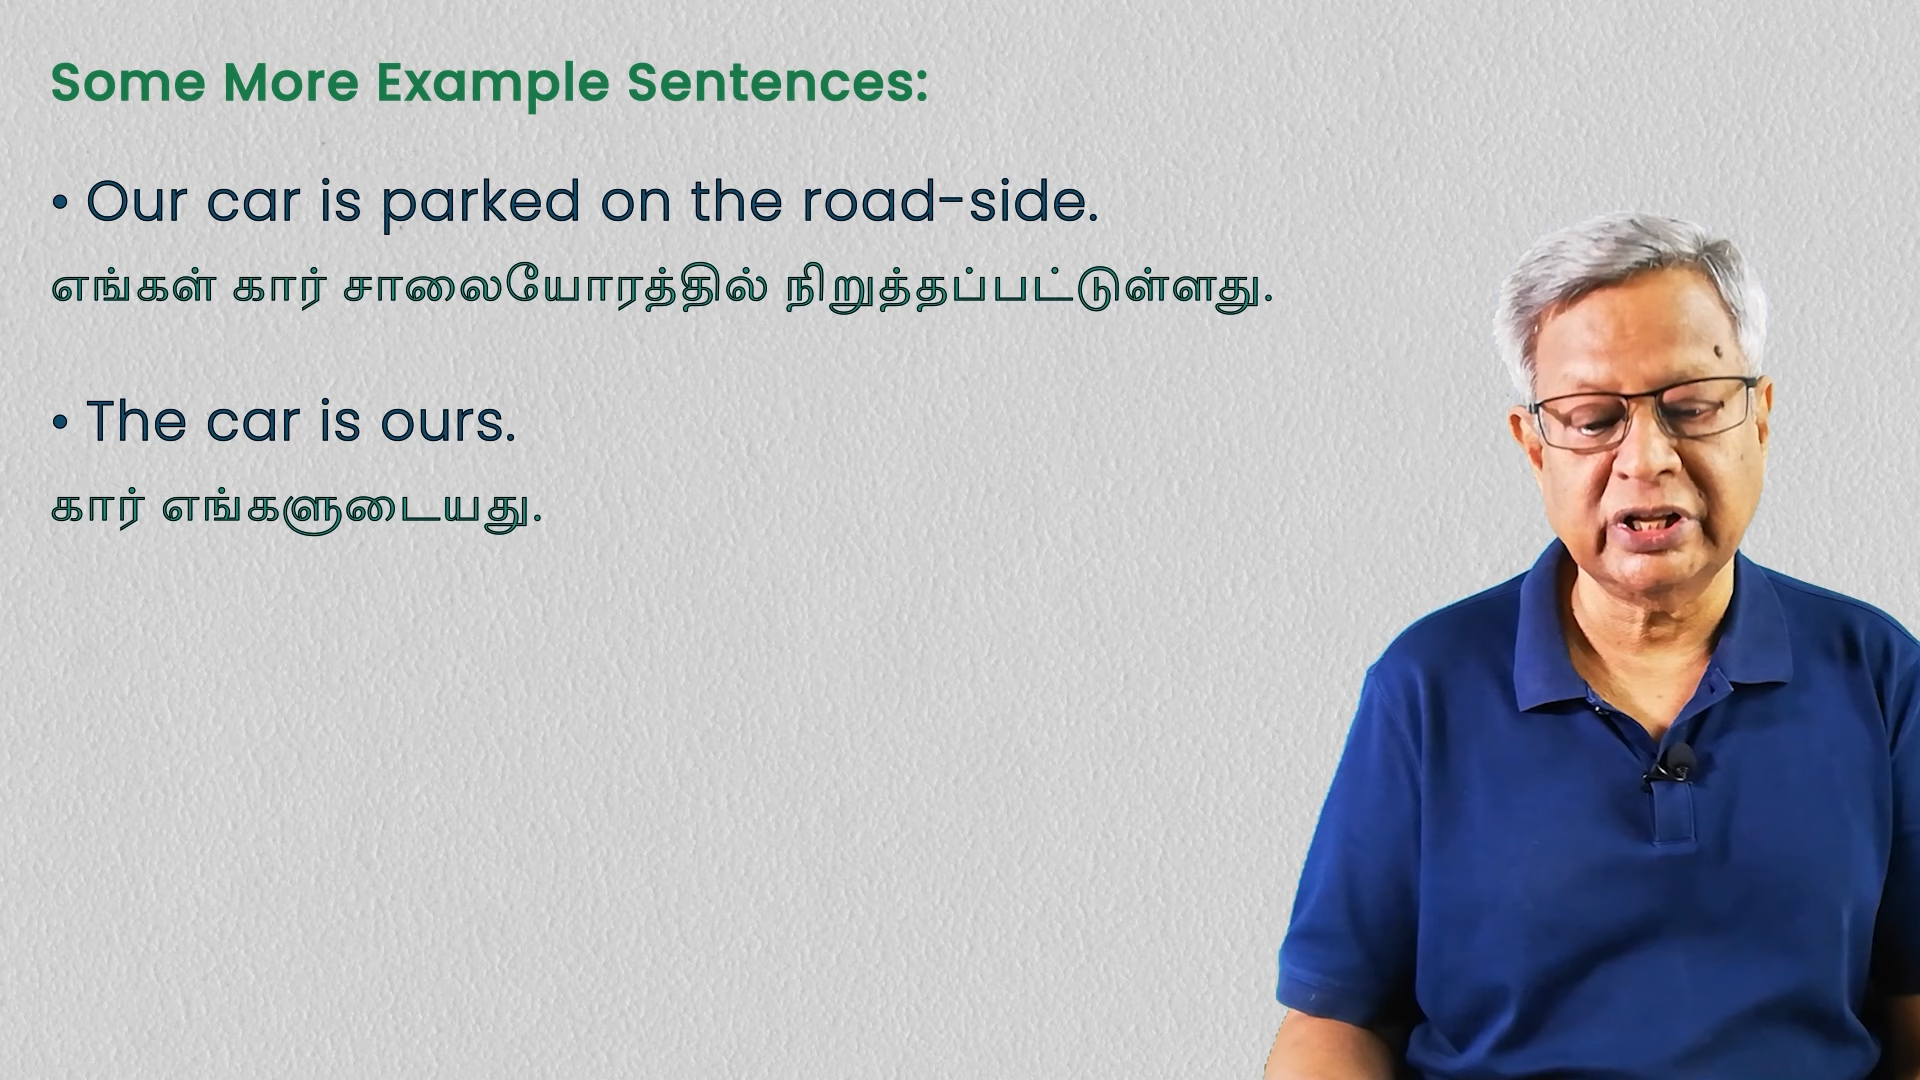 Some More Example Sentences:
• Our car is parked on the road-side.
எங்கள் கார் சாலையோரத்தில் நிறுத்தப்பட்டுள்ளது.
• The car is ours.
கார் எங்களுடையது.